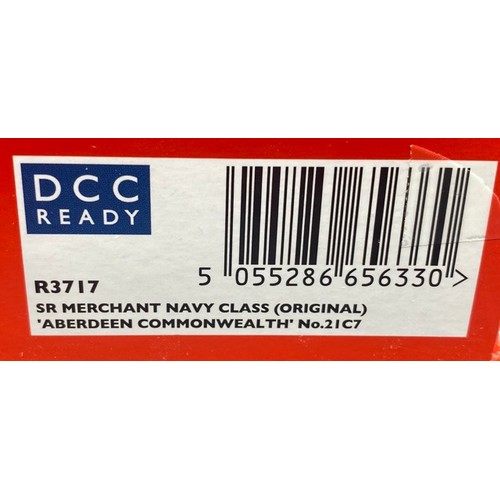 DCC
READY
R3717
5 055286 656330 >
SR MERCHANT NAVY CLASS (ORIGINAL)
'ABERDEEN COMMONWEALTH' No.21C7